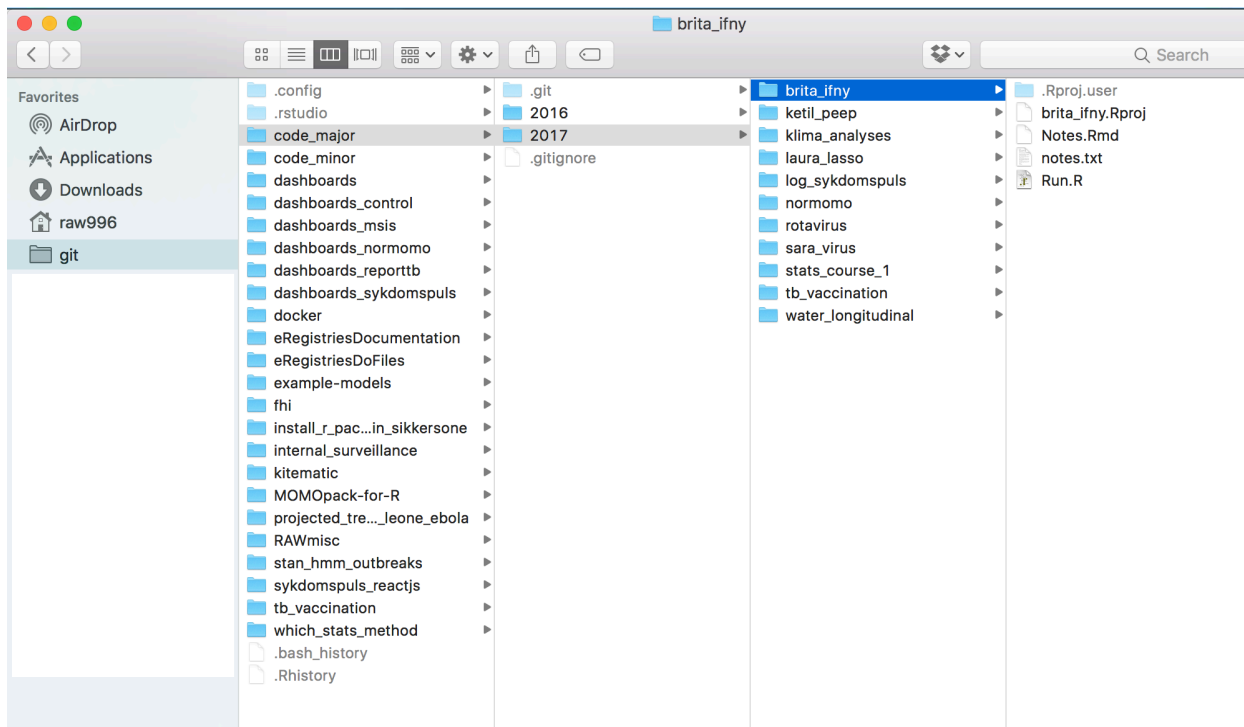 brita_ifny
Search
Favorites
AirDrop
Applications
Downloads
raw996
git
.config
.rstudio
code_major
code_minor
dashboards
dashboards_control
dashboards_msis
dashboards_normomo
dashboards_reporttb
dashboards_sykdomspuls
docker
eRegistriesDocumentation
eRegistriesDoFiles
example-models
fhi
install_r_pac...in_sikkersone
internal_surveillance
kitematic
MOMOpack-for-R
projected_tre..._leone_ebola
RAWmisc
stan_hmm_outbreaks
sykdomspuls_reactjs
tb_vaccination
which_stats_method
.bash_history
.Rhistory
.git
2016
2017
.gitignore
brita_ifny
ketil_peep
klima_analyses
laura_lasso
log_sykdomspuls
normomo
rotavirus
sara_virus
stats_course_1
tb_vaccination
water_longitudinal
.Rproj.user
brita_ifny.Rproj
Notes.Rmd
notes.txt
Run.R